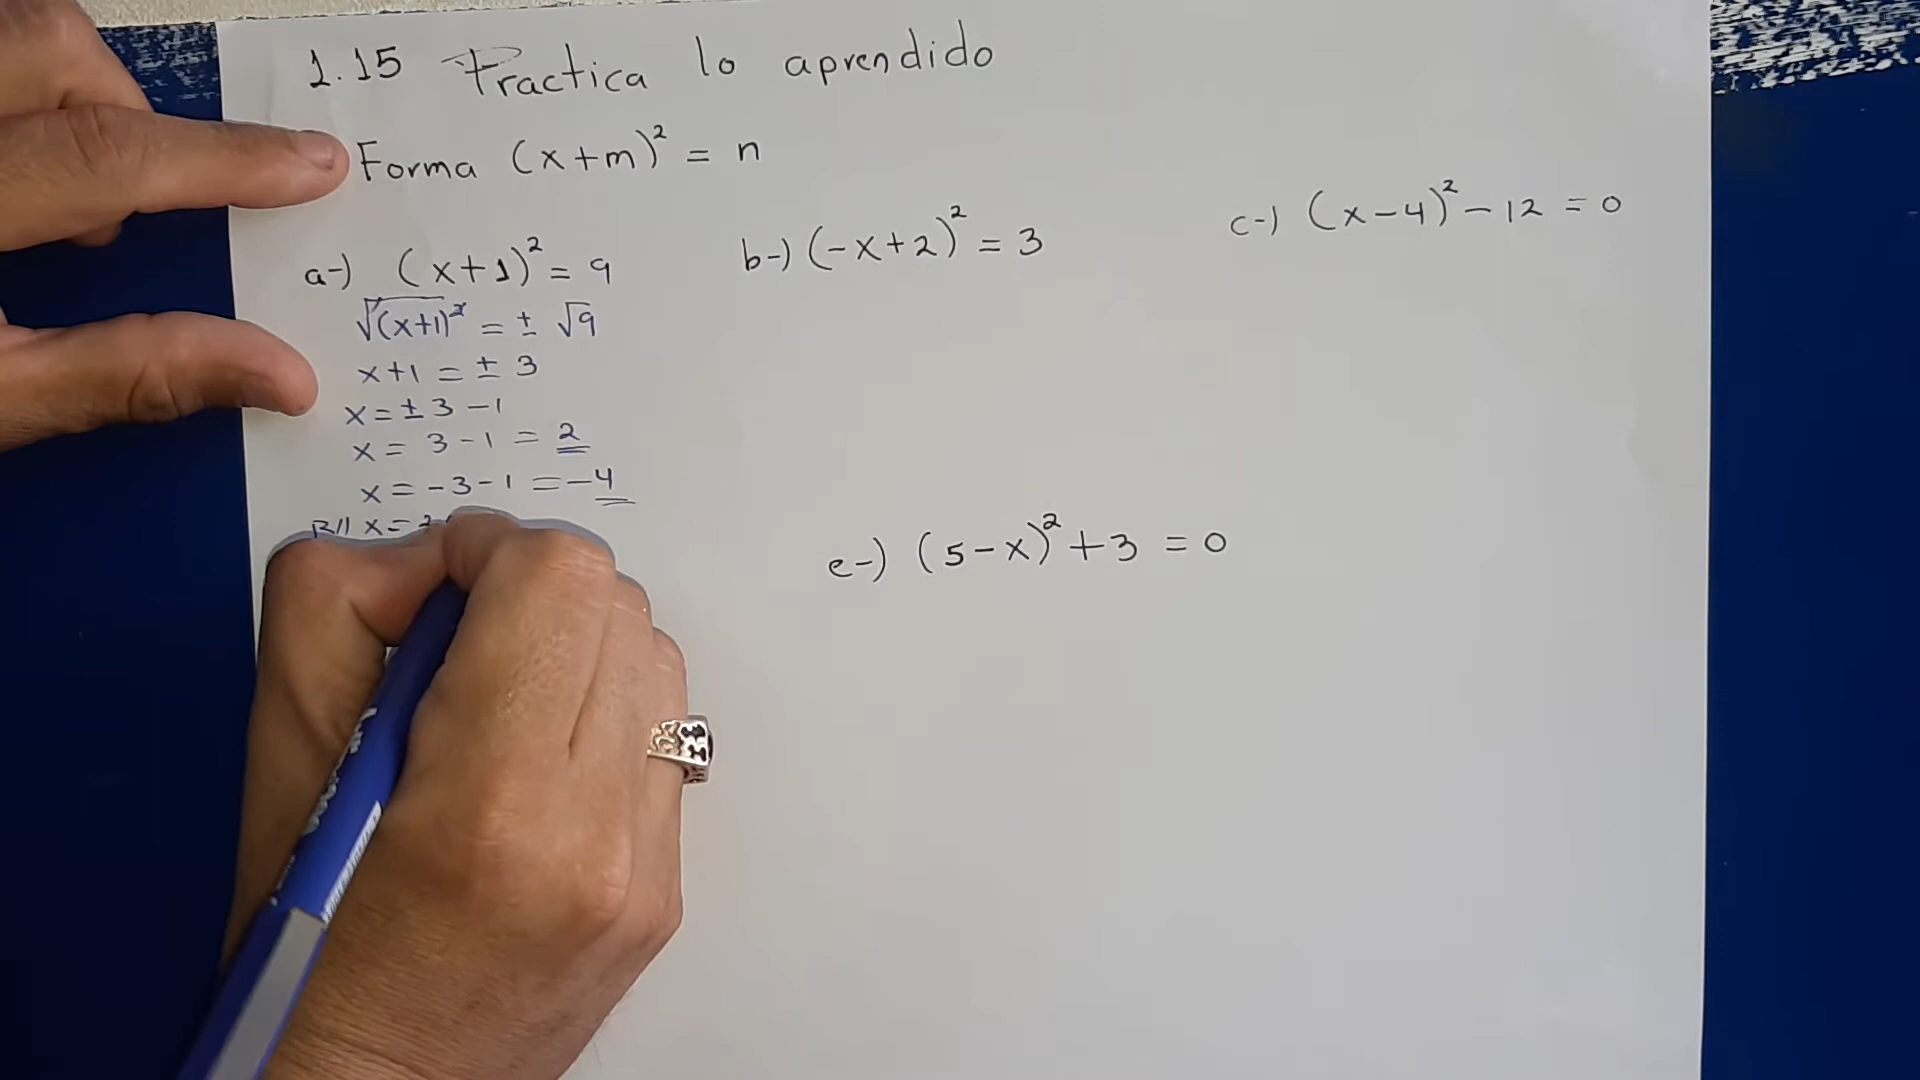 1.15 Practica lo aprendido
Forma (x+m)² = n
a-) (x+1)² = 9
√(x+1)² = ± √9
x+1 = ± 3
x = ± 3 - 1
x = 3 - 1 = 2
x = -3 - 1 = -4
R// x = 2
b-) (-x+2)² = 3
c-) (x-4)² - 12 = 0
e-) (5-x)² + 3 = 0